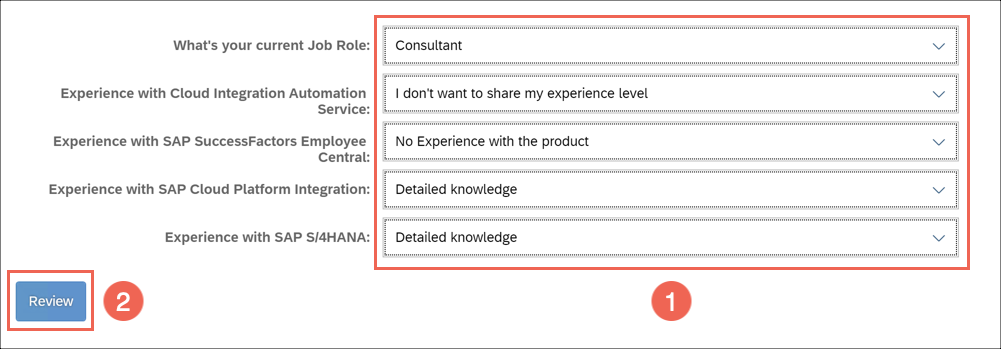 What's your current Job Role: Consultant
Experience with Cloud Integration Automation
Service: I don't want to share my experience level
Experience with SAP SuccessFactors Employee
Central: No Experience with the product
Experience with SAP Cloud Platform Integration: Detailed knowledge
Experience with SAP S/4HANA: Detailed knowledge
Review 2 1